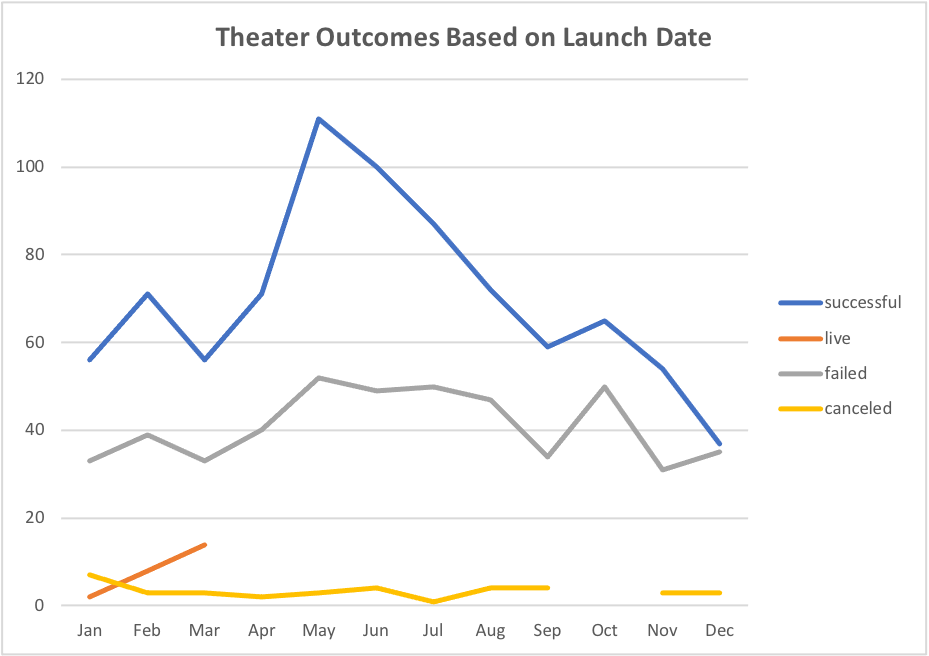 Theater Outcomes Based on Launch Date
120
100
80
60
40
20
0
Jan Feb Mar Apr May Jun Jul Aug Sep Oct Nov Dec
successful
live
failed
canceled